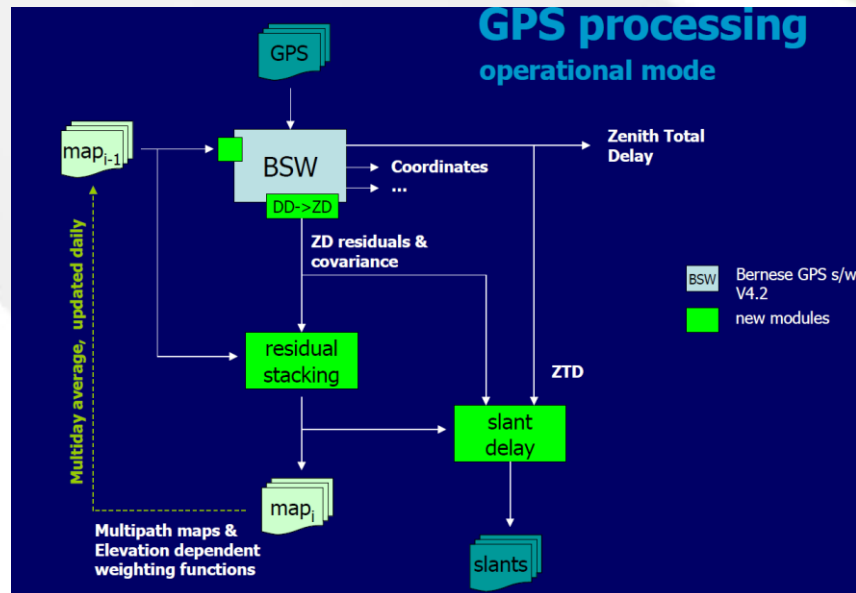 GPS processing
operational mode
GPS
map i-1
BSW
Zenith Total
Delay
Coordinates
...
DD->ZD
ZD residuals &
covariance
BSW
Bernese GPS s/w
V4.2
new modules
Multiday average, updated daily
residual
stacking
ZTD
slant
delay
map i
Multipath maps &
Elevation dependent
weighting functions
slants